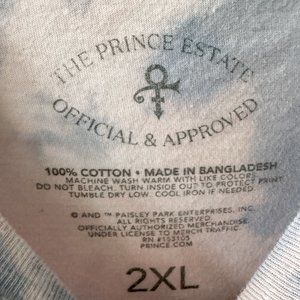 THE PRINCE ESTATE
OFFICIAL & APPROVED
100% COTTON • MADE IN BANGLADESH
MACHINE WASH WARM WITH LIKE COLORS
DO NOT BLEACH. TURN INSIDE OUT TO PROTECT PRINT
TUMBLE DRY LOW. COOL IRON IF NEEDED
© AND ™ PAISLEY PARK ENTERPRISES, INC.
ALL RIGHTS RESERVED.
OFFICIALLY AUTHORIZED MERCHANDISE.
UNDER LICENSE TO MERCH TRAFFIC
RN #153105
PRINCE.COM
2XL